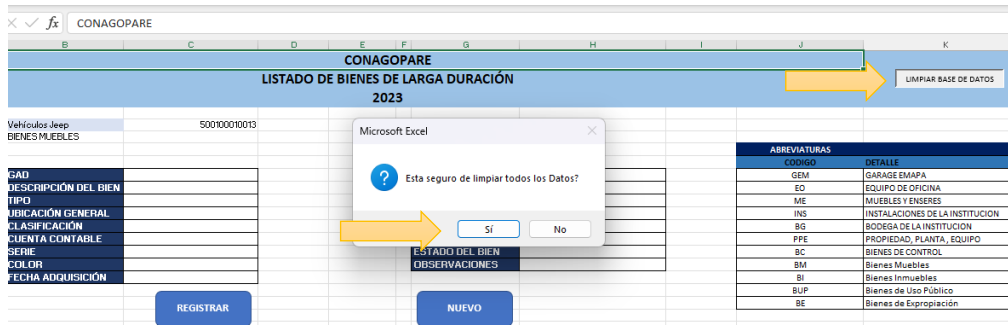 fx CONAGOPARE
B C D E F G H I J K
CONAGOPARE
LISTADO DE BIENES DE LARGA DURACIÓN
2023
LIMPIAR BASE DE DATOS
Vehículos Jeep 500100010013
BIENES MUEBLES
Microsoft Excel
Esta seguro de limpiar todos los Datos?
Sí No
GAD
DESCRIPCIÓN DEL BIEN
TIPO
UBICACIÓN GENERAL
CLASIFICACIÓN
CUENTA CONTABLE
SERIE
COLOR
FECHA ADQUISICIÓN
ESTADO DEL BIEN
OBSERVACIONES
REGISTRAR NUEVO
ABREVIATURAS
CODIGO DETALLE
GEM GARAGE EMAPA
EO EQUIPO DE OFICINA
ME MUEBLES Y ENSERES
INS INSTALACIONES DE LA INSTITUCION
BG BODEGA DE LA INSTITUCION
PPE PROPIEDAD, PLANTA , EQUIPO
BC BIENES DE CONTROL
BM Bienes Muebles
BI Bienes Inmuebles
BUP Bienes de Uso Público
BE Bienes de Expropiación